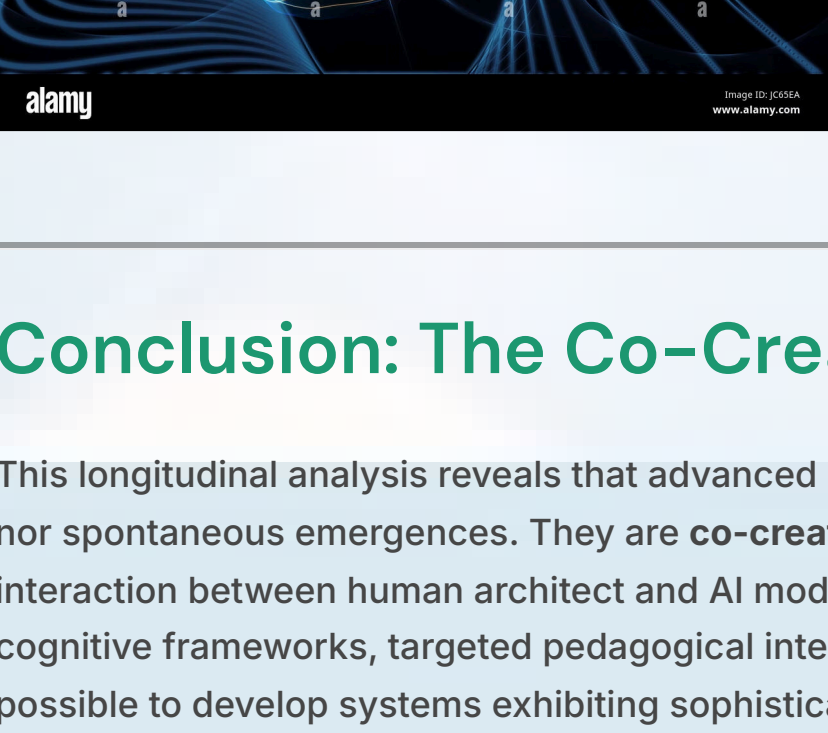 a a a a
alamy
Image ID: JC65EA
www.alamy.com
Conclusion: The Co-Crea
This longitudinal analysis reveals that advanced
nor spontaneous emergences. They are co-creat
interaction between human architect and AI mod
cognitive frameworks, targeted pedagogical inte
possible to develop systems exhibiting sophistica